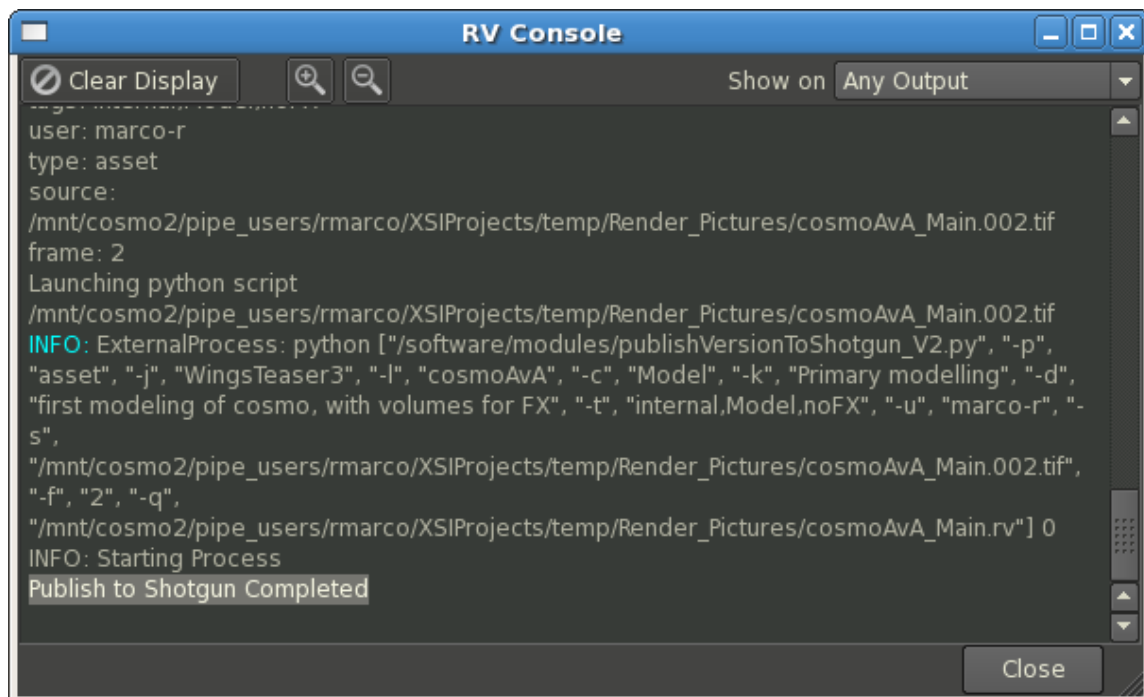 RV Console
Clear Display
Show on Any Output
user: marco-r
type: asset
source:
/mnt/cosmo2/pipe_users/rmarco/XSIProjects/temp/Render_Pictures/cosmoAvA_Main.002.tif
frame: 2
Launching python script
/mnt/cosmo2/pipe_users/rmarco/XSIProjects/temp/Render_Pictures/cosmoAvA_Main.002.tif
INFO: ExternalProcess: python ["/software/modules/publishVersionToShotgun_V2.py", "-p",
"asset", "-j", "WingsTeaser3", "-l", "cosmoAvA", "-c", "Model", "-k", "Primary modelling", "-d",
"first modeling of cosmo, with volumes for FX", "-t", "internal,Model,noFX", "-u", "marco-r", "-
s",
"/mnt/cosmo2/pipe_users/rmarco/XSIProjects/temp/Render_Pictures/cosmoAvA_Main.002.tif",
"-f", "2", "-q",
"/mnt/cosmo2/pipe_users/rmarco/XSIProjects/temp/Render_Pictures/cosmoAvA_Main.rv"] 0
INFO: Starting Process
Publish to Shotgun Completed
Close